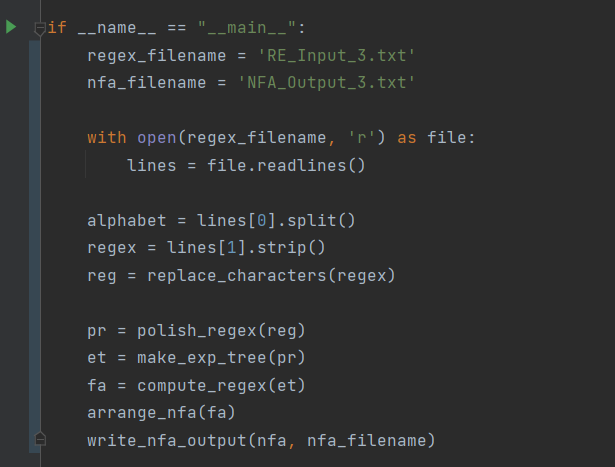 if __name__ == "__main__":
    regex_filename = 'RE_Input_3.txt'
    nfa_filename = 'NFA_Output_3.txt'

    with open(regex_filename, 'r') as file:
        lines = file.readlines()

    alphabet = lines[0].split()
    regex = lines[1].strip()
    reg = replace_characters(regex)

    pr = polish_regex(reg)
    et = make_exp_tree(pr)
    fa = compute_regex(et)
    arrange_nfa(fa)
    write_nfa_output(nfa, nfa_filename)